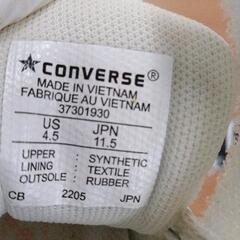 CONVERSE®
MADE IN VIETNAM
FABRIQUE AU VIETNAM
37301930
US JPN
4.5 11.5
UPPER : SYNTHETIC
LINING : TEXTILE
OUTSOLE : RUBBER
CB 2205 JPN